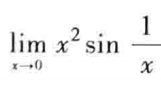 lim x→0 x² sin 1/x